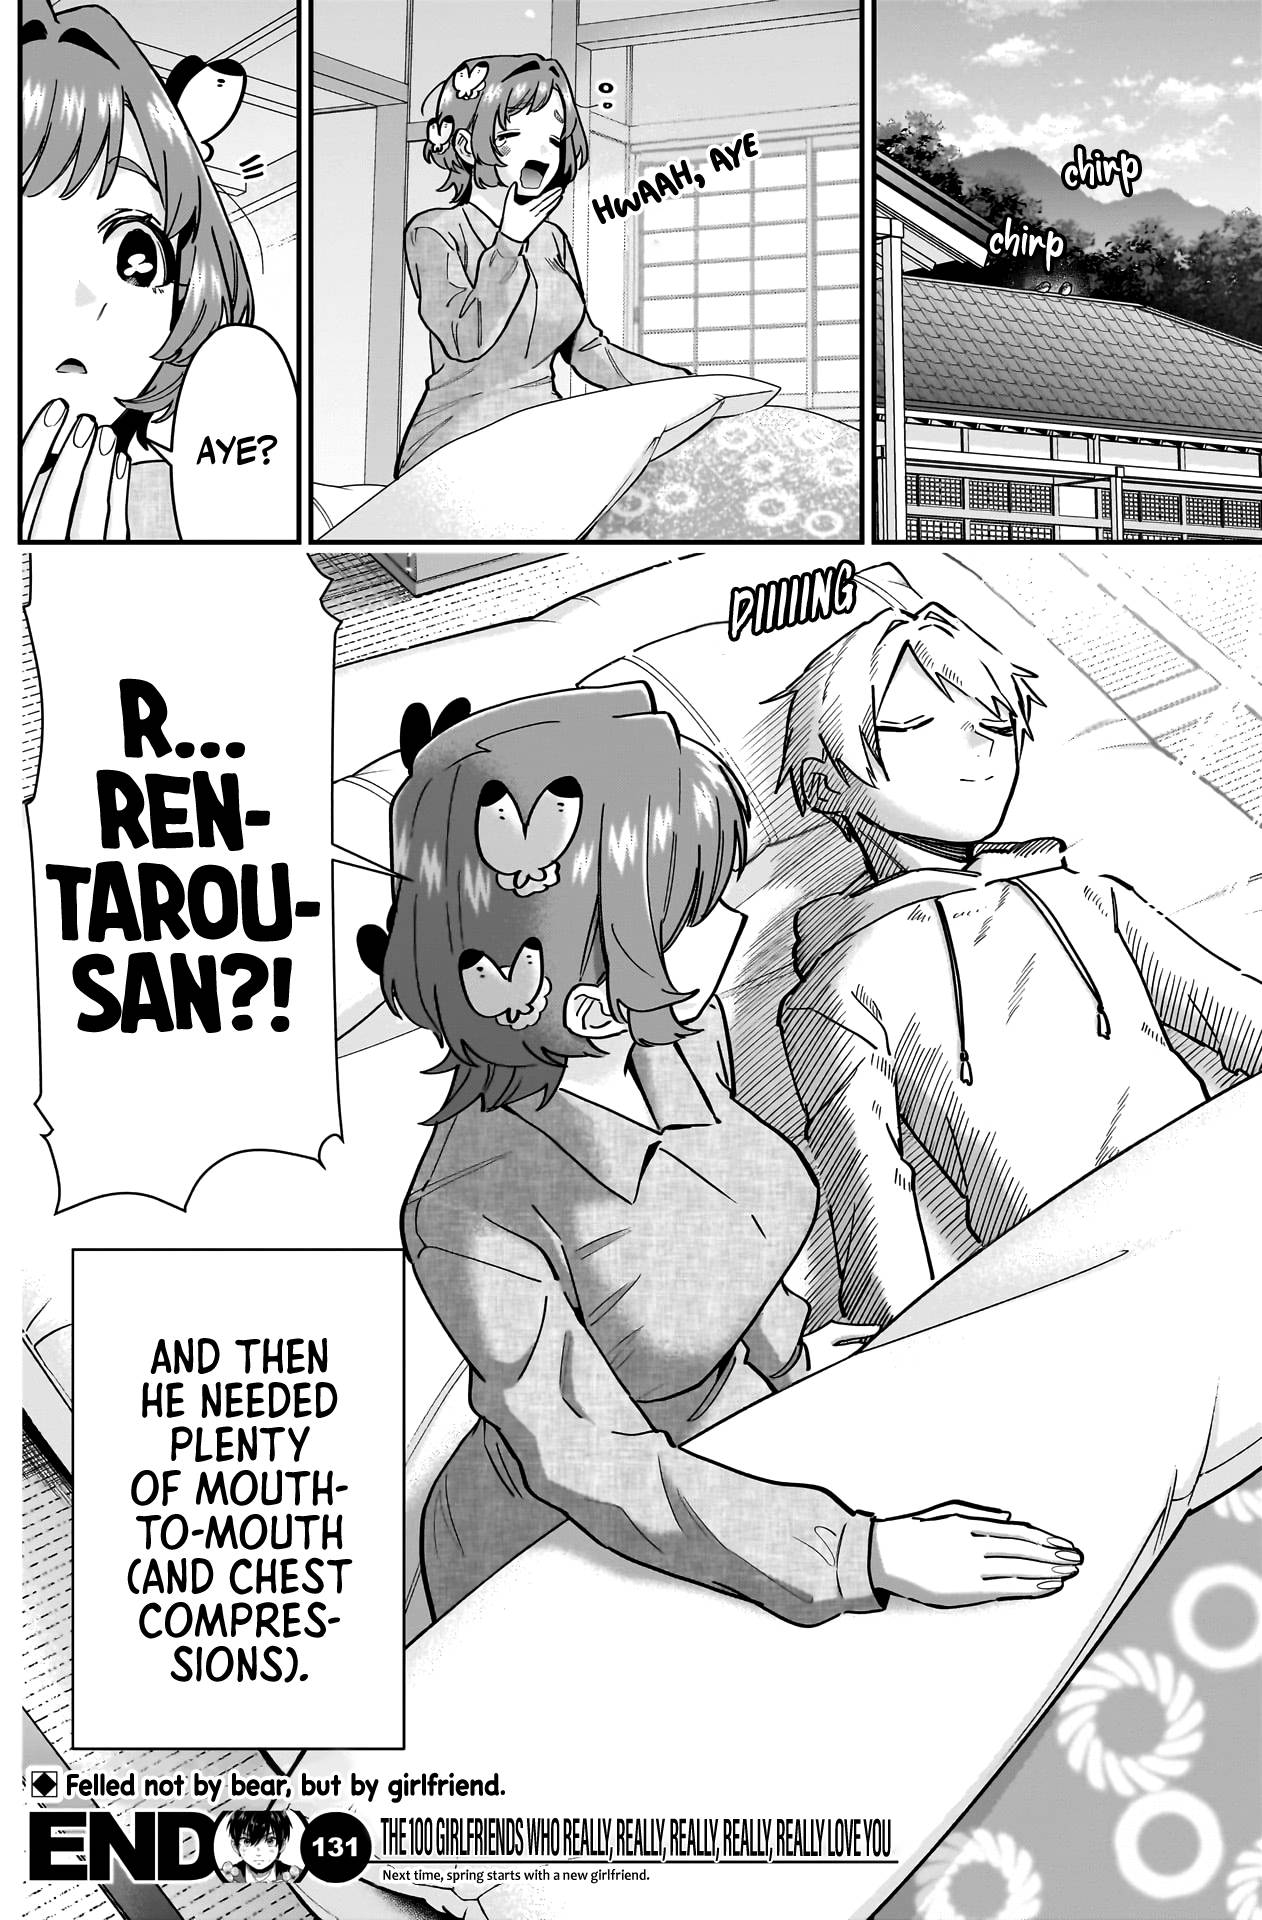 chirp
chirp
HWAAH, AYE
AYE?
DIIIIIING
R...
REN-
TAROU-
SAN?!
AND THEN
HE NEEDED
PLENTY
OF MOUTH-
TO-MOUTH
(AND CHEST
COMPRES-
SIONS).
Felled not by bear, but by girlfriend.
END 131
THE 100 GIRLFRIENDS WHO REALLY, REALLY, REALLY, REALLY, REALLY LOVE YOU
Next time, spring starts with a new girlfriend.